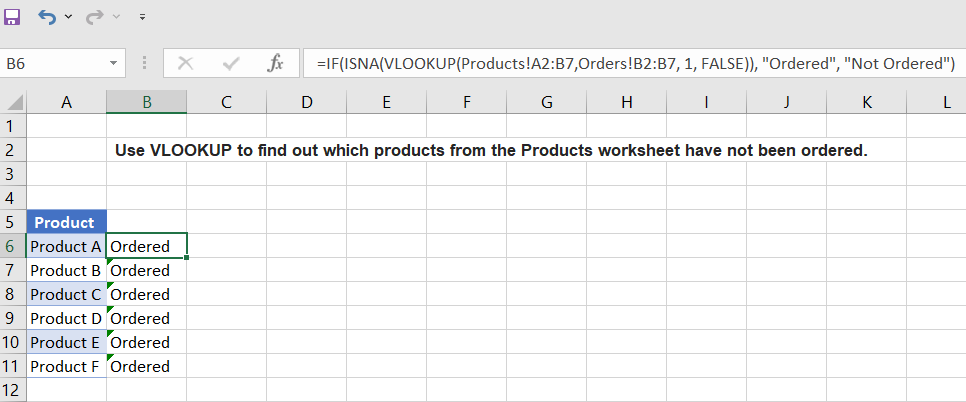 B6 fx =IF(ISNA(VLOOKUP(Products!A2:B7,Orders!B2:B7, 1, FALSE)), "Ordered", "Not Ordered")
A B C D E F G H I J K L
1
2 Use VLOOKUP to find out which products from the Products worksheet have not been ordered.
3
4
5 Product
6 Product A Ordered
7 Product B Ordered
8 Product C Ordered
9 Product D Ordered
10 Product E Ordered
11 Product F Ordered
12